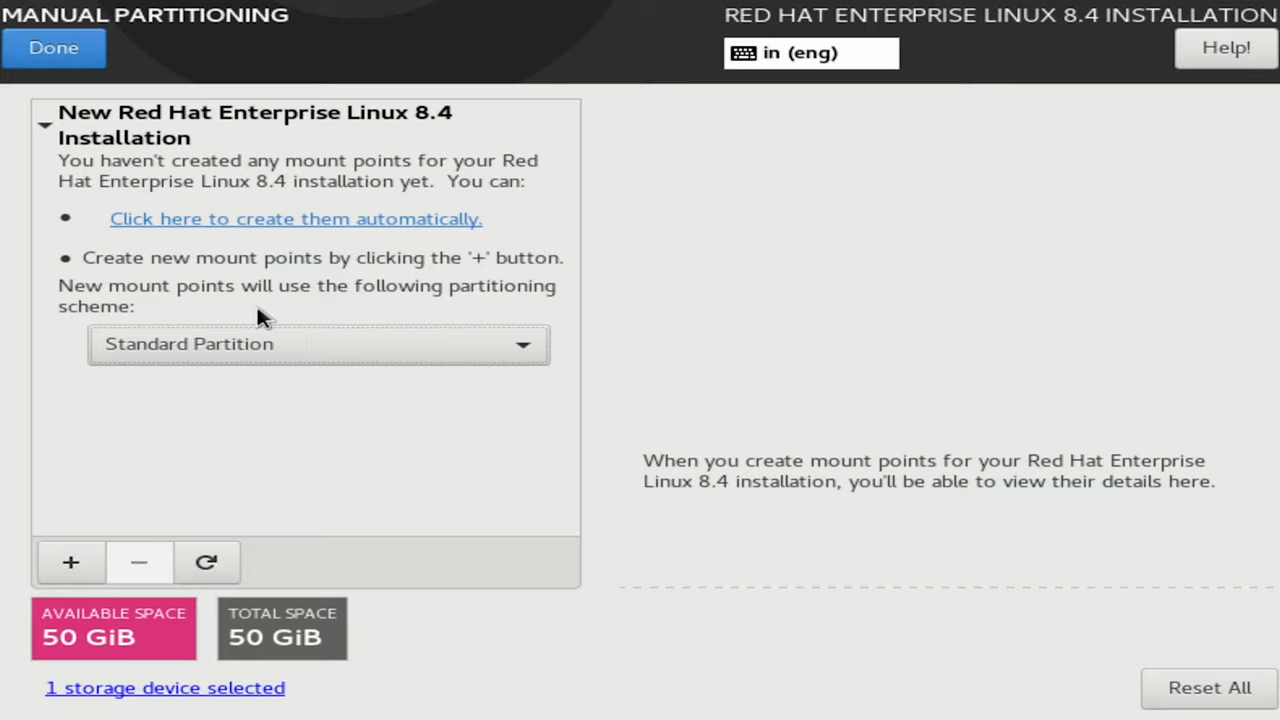 MANUAL PARTITIONING
RED HAT ENTERPRISE LINUX 8.4 INSTALLATION
Done
in (eng)
Help!
New Red Hat Enterprise Linux 8.4
Installation
You haven't created any mount points for your Red
Hat Enterprise Linux 8.4 installation yet.  You can:
• Click here to create them automatically.
• Create new mount points by clicking the '+' button.
New mount points will use the following partitioning
scheme:
Standard Partition
When you create mount points for your Red Hat Enterprise
Linux 8.4 installation, you'll be able to view their details here.
+ −
AVAILABLE SPACE
50 GiB
TOTAL SPACE
50 GiB
1 storage device selected
Reset All